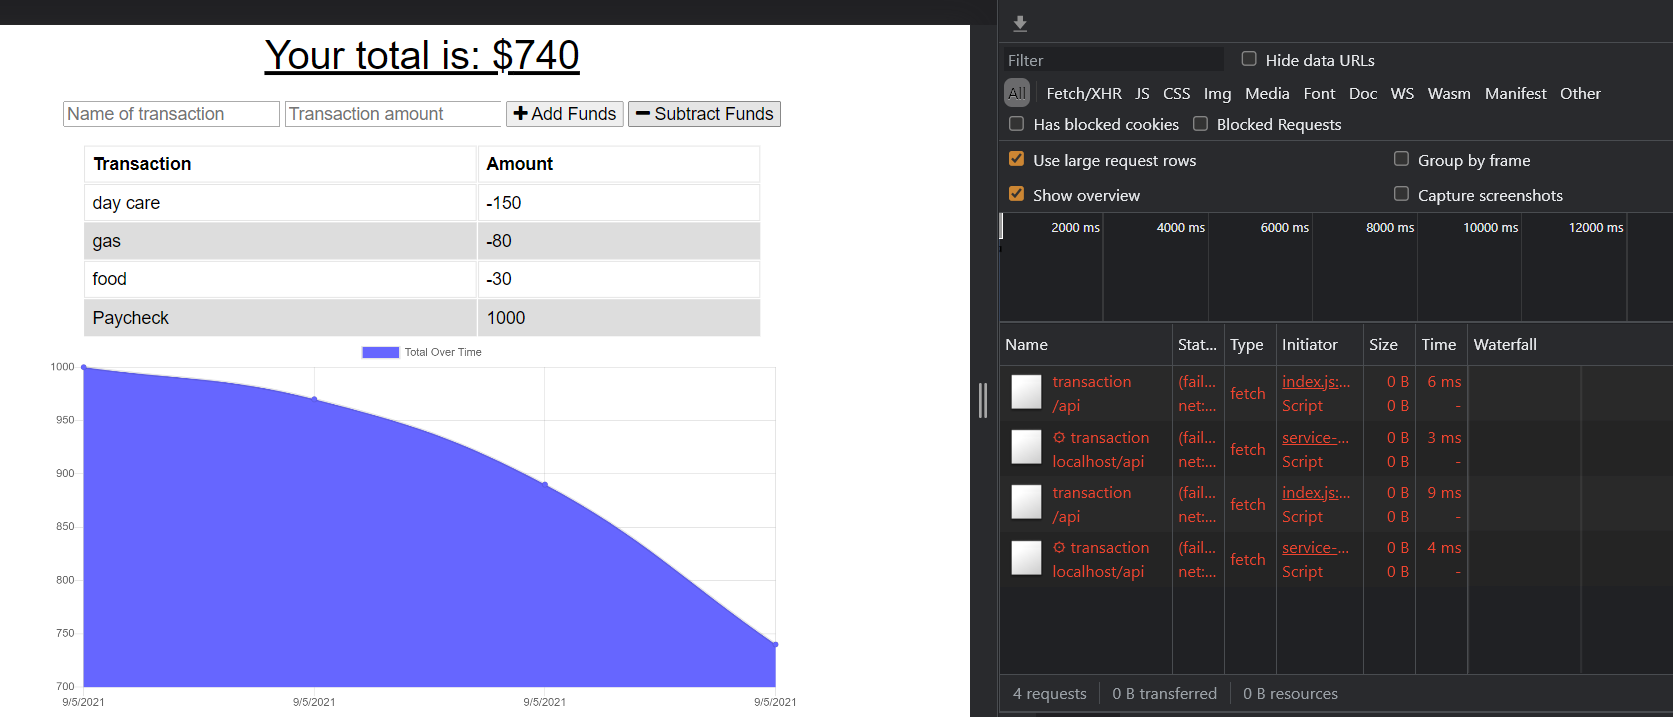 Your total is: $740
Name of transaction Transaction amount Add Funds Subtract Funds
Transaction Amount
day care -150
gas -80
food -30
Paycheck 1000
Total Over Time
1000
950
900
850
800
750
700
9/5/2021 9/5/2021 9/5/2021 9/5/2021
Filter Hide data URLs
All Fetch/XHR JS CSS Img Media Font Doc WS Wasm Manifest Other
Has blocked cookies Blocked Requests
Use large request rows Group by frame
Show overview Capture screenshots
2000 ms 4000 ms 6000 ms 8000 ms 10000 ms 12000 ms
Name Stat... Type Initiator Size Time Waterfall
transaction (fail... fetch index.js:... 0 B 6 ms
/api net:... Script 0 B -
transaction (fail... fetch service-... 0 B 3 ms
localhost/api net:... Script 0 B -
transaction (fail... fetch index.js:... 0 B 9 ms
/api net:... Script 0 B -
transaction (fail... fetch service-... 0 B 4 ms
localhost/api net:... Script 0 B -
4 requests 0 B transferred 0 B resources